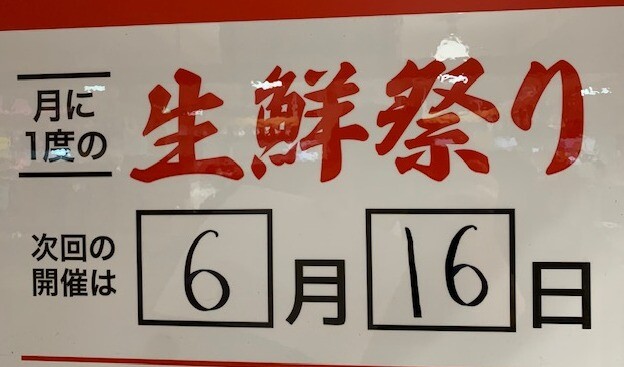 月に
1度の
生鮮祭り
次回の
開催は
6月16日